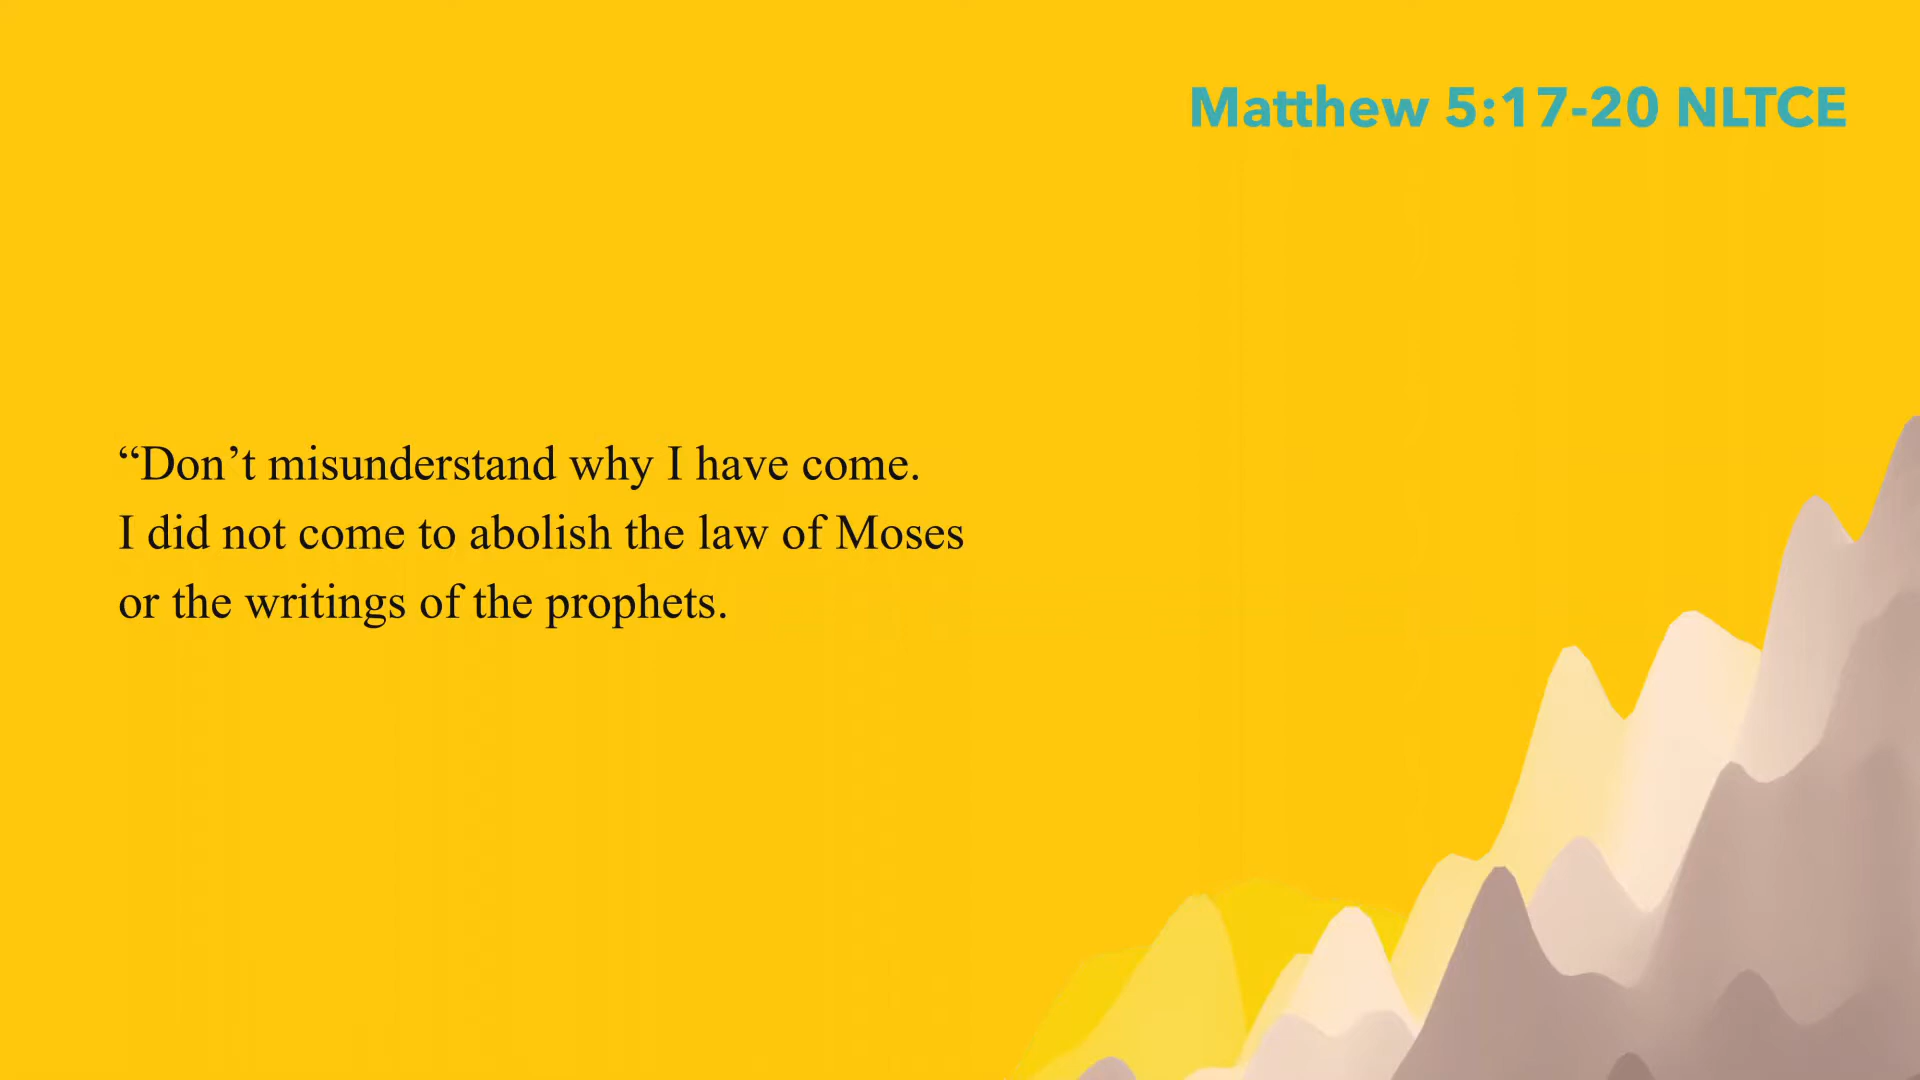 Matthew 5:17-20 NLTCE
“Don’t misunderstand why I have come.
I did not come to abolish the law of Moses
or the writings of the prophets.